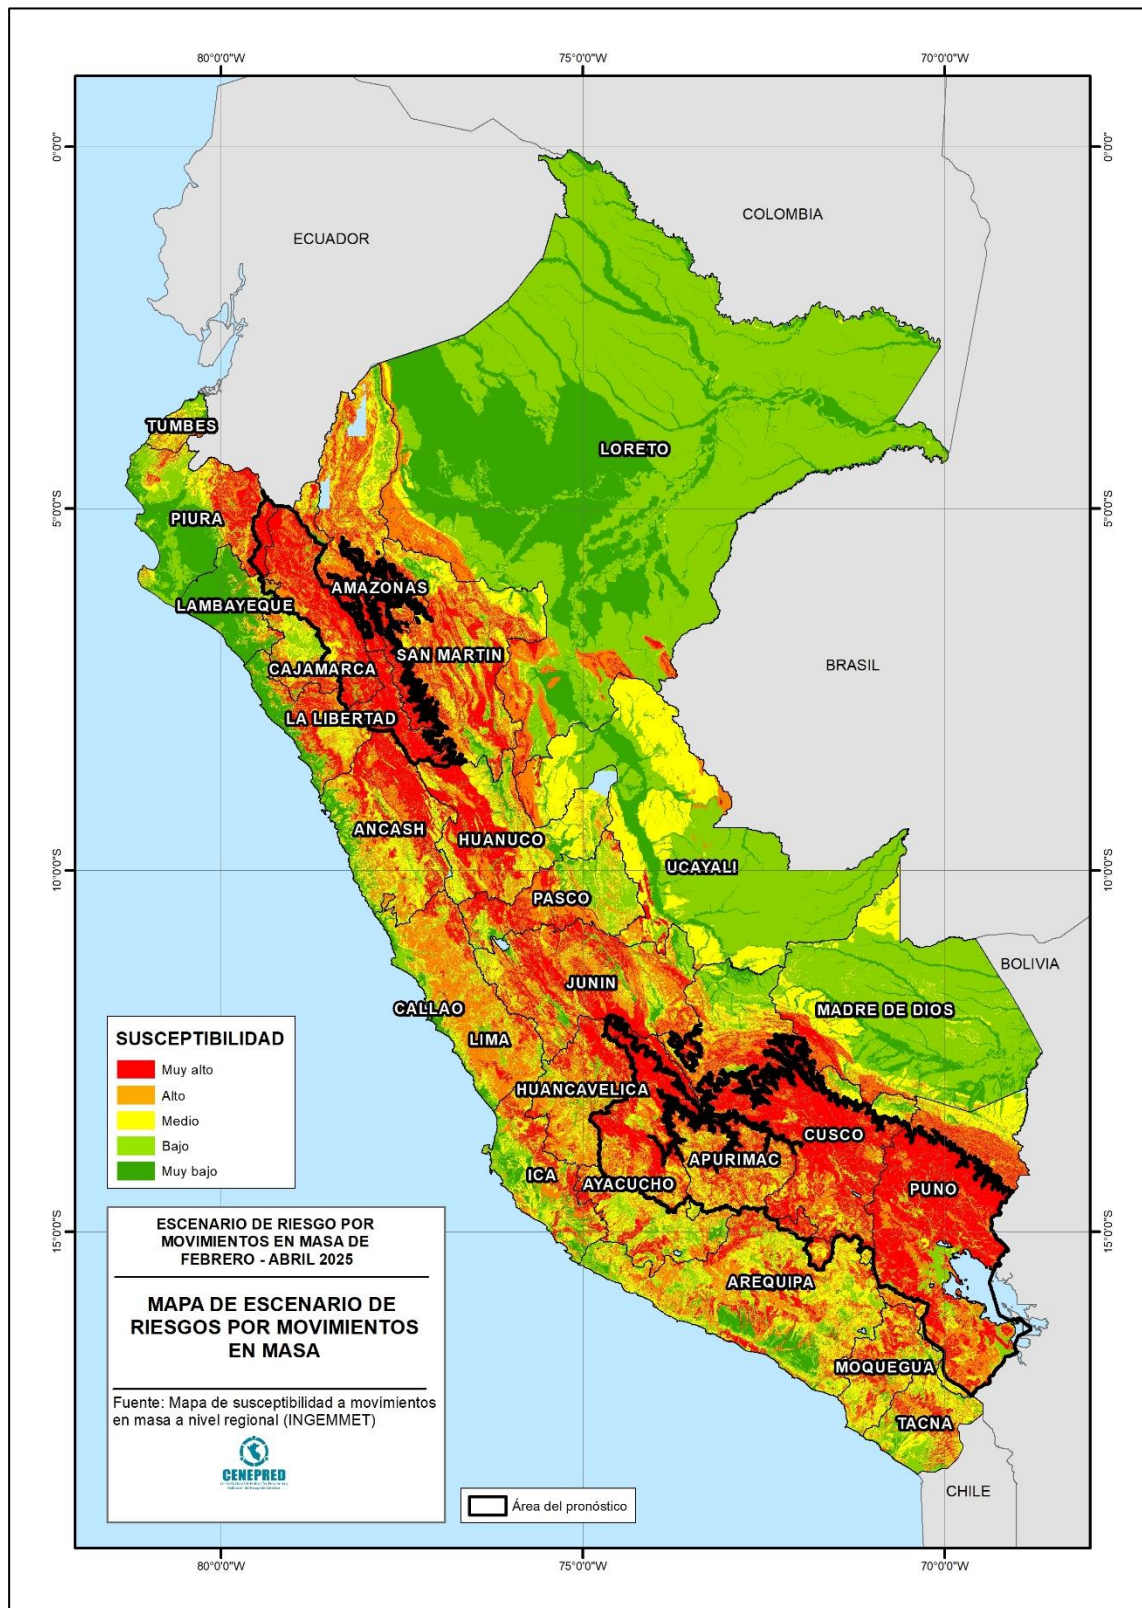 80°0'0"W
75°0'0"W
70°0'0"W
0°0'0"
0°0'0"
COLOMBIA
ECUADOR
TUMBES
LORETO
5°0'0"S
5°0'0"S
PIURA
AMAZONAS
LAMBAYEQUE
SAN MARTIN
BRASIL
CAJAMARCA
LA LIBERTAD
ANCASH
HUANUCO
10°0'0"S
UCAYALI
10°0'0"S
PASCO
BOLIVIA
JUNIN
CALLAO
MADRE DE DIOS
LIMA
HUANCAVELICA
CUSCO
APURIMAC
ICA
AYACUCHO
PUNO
15°0'0"S
15°0'0"S
AREQUIPA
MOQUEGUA
TACNA
CHILE
SUSCEPTIBILIDAD
Muy alto
Alto
Medio
Bajo
Muy bajo
ESCENARIO DE RIESGO POR
MOVIMIENTOS EN MASA DE
FEBRERO - ABRIL 2025
MAPA DE ESCENARIO DE
RIESGOS POR MOVIMIENTOS
EN MASA
Fuente: Mapa de susceptibilidad a movimientos
en masa a nivel regional (INGEMMET)
CENEPRED
Área del pronóstico
80°0'0"W
75°0'0"W
70°0'0"W